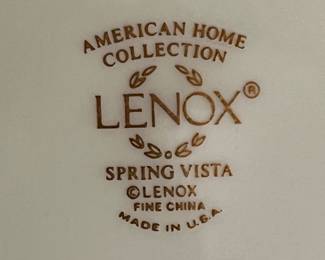 AMERICAN HOME
COLLECTION
LENOX®
SPRING VISTA
©LENOX
FINE CHINA
MADE IN U.S.A.